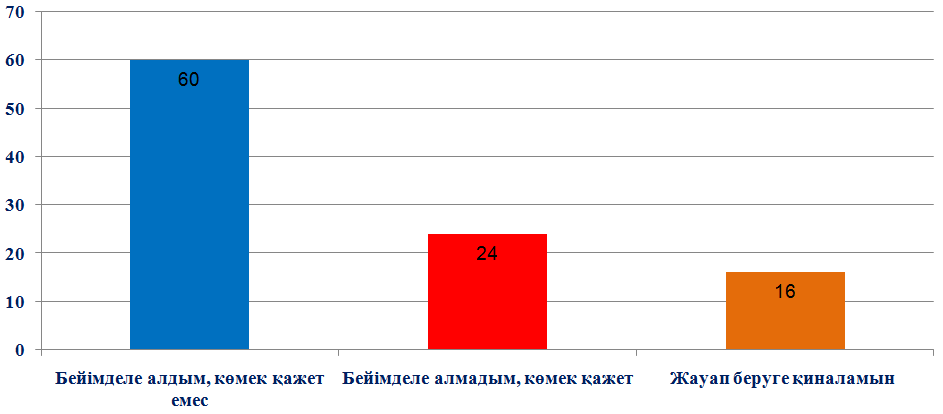 70
60
50
40
30
20
10
0
60
24
16
Бейімделе алдым, көмек қажет
емес
Бейімделе алмадым, көмек қажет
Жауап беруге қиналамын